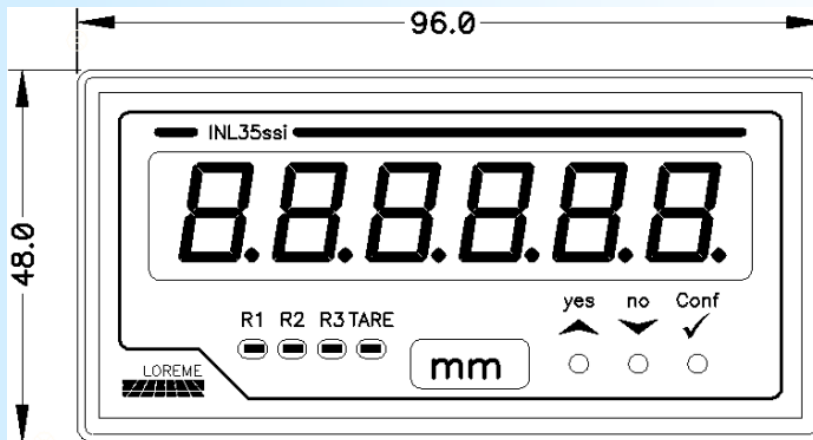 96.0
48.0
INL35ssi
8.8.8.8.8.8.
yes no Conf
R1 R2 R3 TARE
mm
LOREME